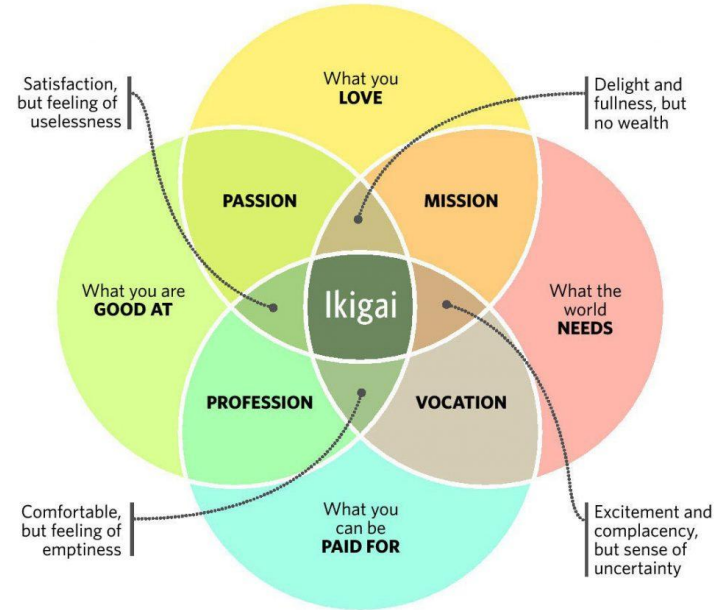 Satisfaction,
but feeling of
uselessness
What you
LOVE
Delight and
fullness, but
no wealth
PASSION
MISSION
What you are
GOOD AT
Ikigai
What the
world
NEEDS
PROFESSION
VOCATION
Comfortable,
but feeling of
emptiness
What you
can be
PAID FOR
Excitement and
complacency,
but sense of
uncertainty